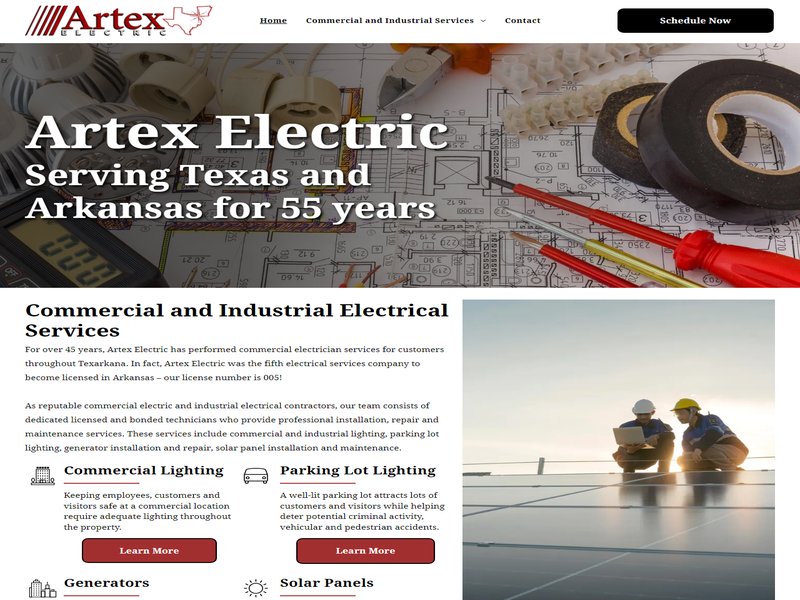 Artex
ELECTRIC
Home
Commercial and Industrial Services
Contact
Schedule Now
Artex Electric
Serving Texas and
Arkansas for 55 years
Commercial and Industrial Electrical
Services
For over 45 years, Artex Electric has performed commercial electrician services for customers
throughout Texarkana. In fact, Artex Electric was the fifth electrical services company to
become licensed in Arkansas – our license number is 005!
As reputable commercial electric and industrial electrical contractors, our team consists of
dedicated licensed and bonded technicians who provide professional installation, repair and
maintenance services. These services include commercial and industrial lighting, parking lot
lighting, generator installation and repair, solar panel installation and maintenance.
Commercial Lighting
Keeping employees, customers and
visitors safe at a commercial location
require adequate lighting throughout
the property.
Learn More
Parking Lot Lighting
A well-lit parking lot attracts lots of
customers and visitors while helping
deter potential criminal activity,
vehicular and pedestrian accidents.
Learn More
Generators
Solar Panels